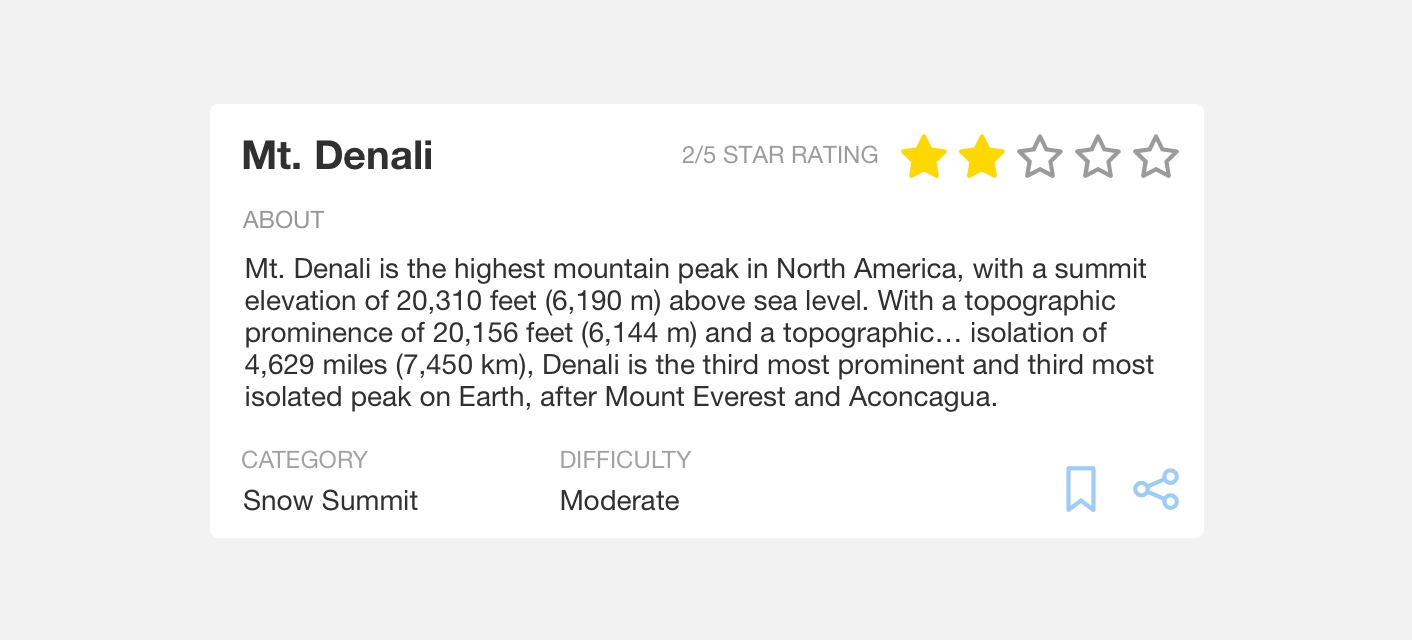 Mt. Denali
2/5 STAR RATING
ABOUT
Mt. Denali is the highest mountain peak in North America, with a summit
elevation of 20,310 feet (6,190 m) above sea level. With a topographic
prominence of 20,156 feet (6,144 m) and a topographic… isolation of
4,629 miles (7,450 km), Denali is the third most prominent and third most
isolated peak on Earth, after Mount Everest and Aconcagua.
CATEGORY
Snow Summit
DIFFICULTY
Moderate